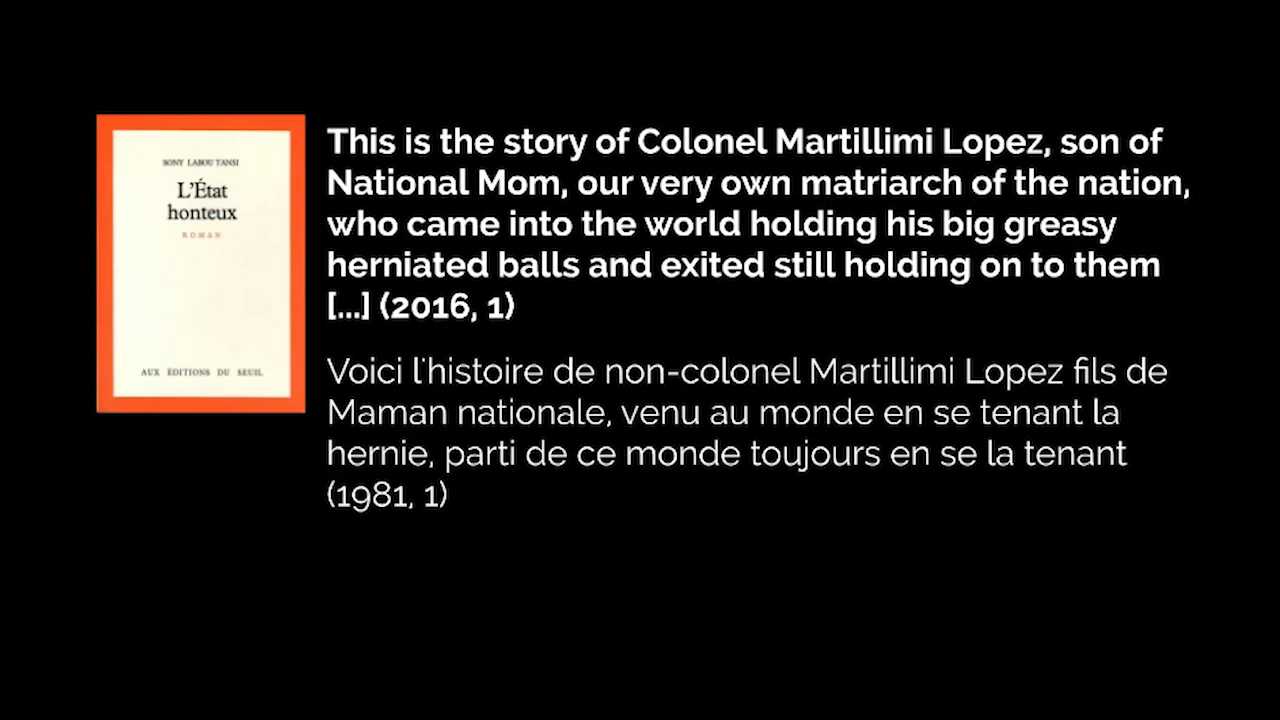 SONY LABOU TANSI
L'État
honteux
ROMAN
AUX ÉDITIONS DU SEUIL
This is the story of Colonel Martillimi Lopez, son of
National Mom, our very own matriarch of the nation,
who came into the world holding his big greasy
herniated balls and exited still holding on to them
[...] (2016, 1)
Voici l'histoire de non-colonel Martillimi Lopez fils de
Maman nationale, venu au monde en se tenant la
hernie, parti de ce monde toujours en se la tenant
(1981, 1)